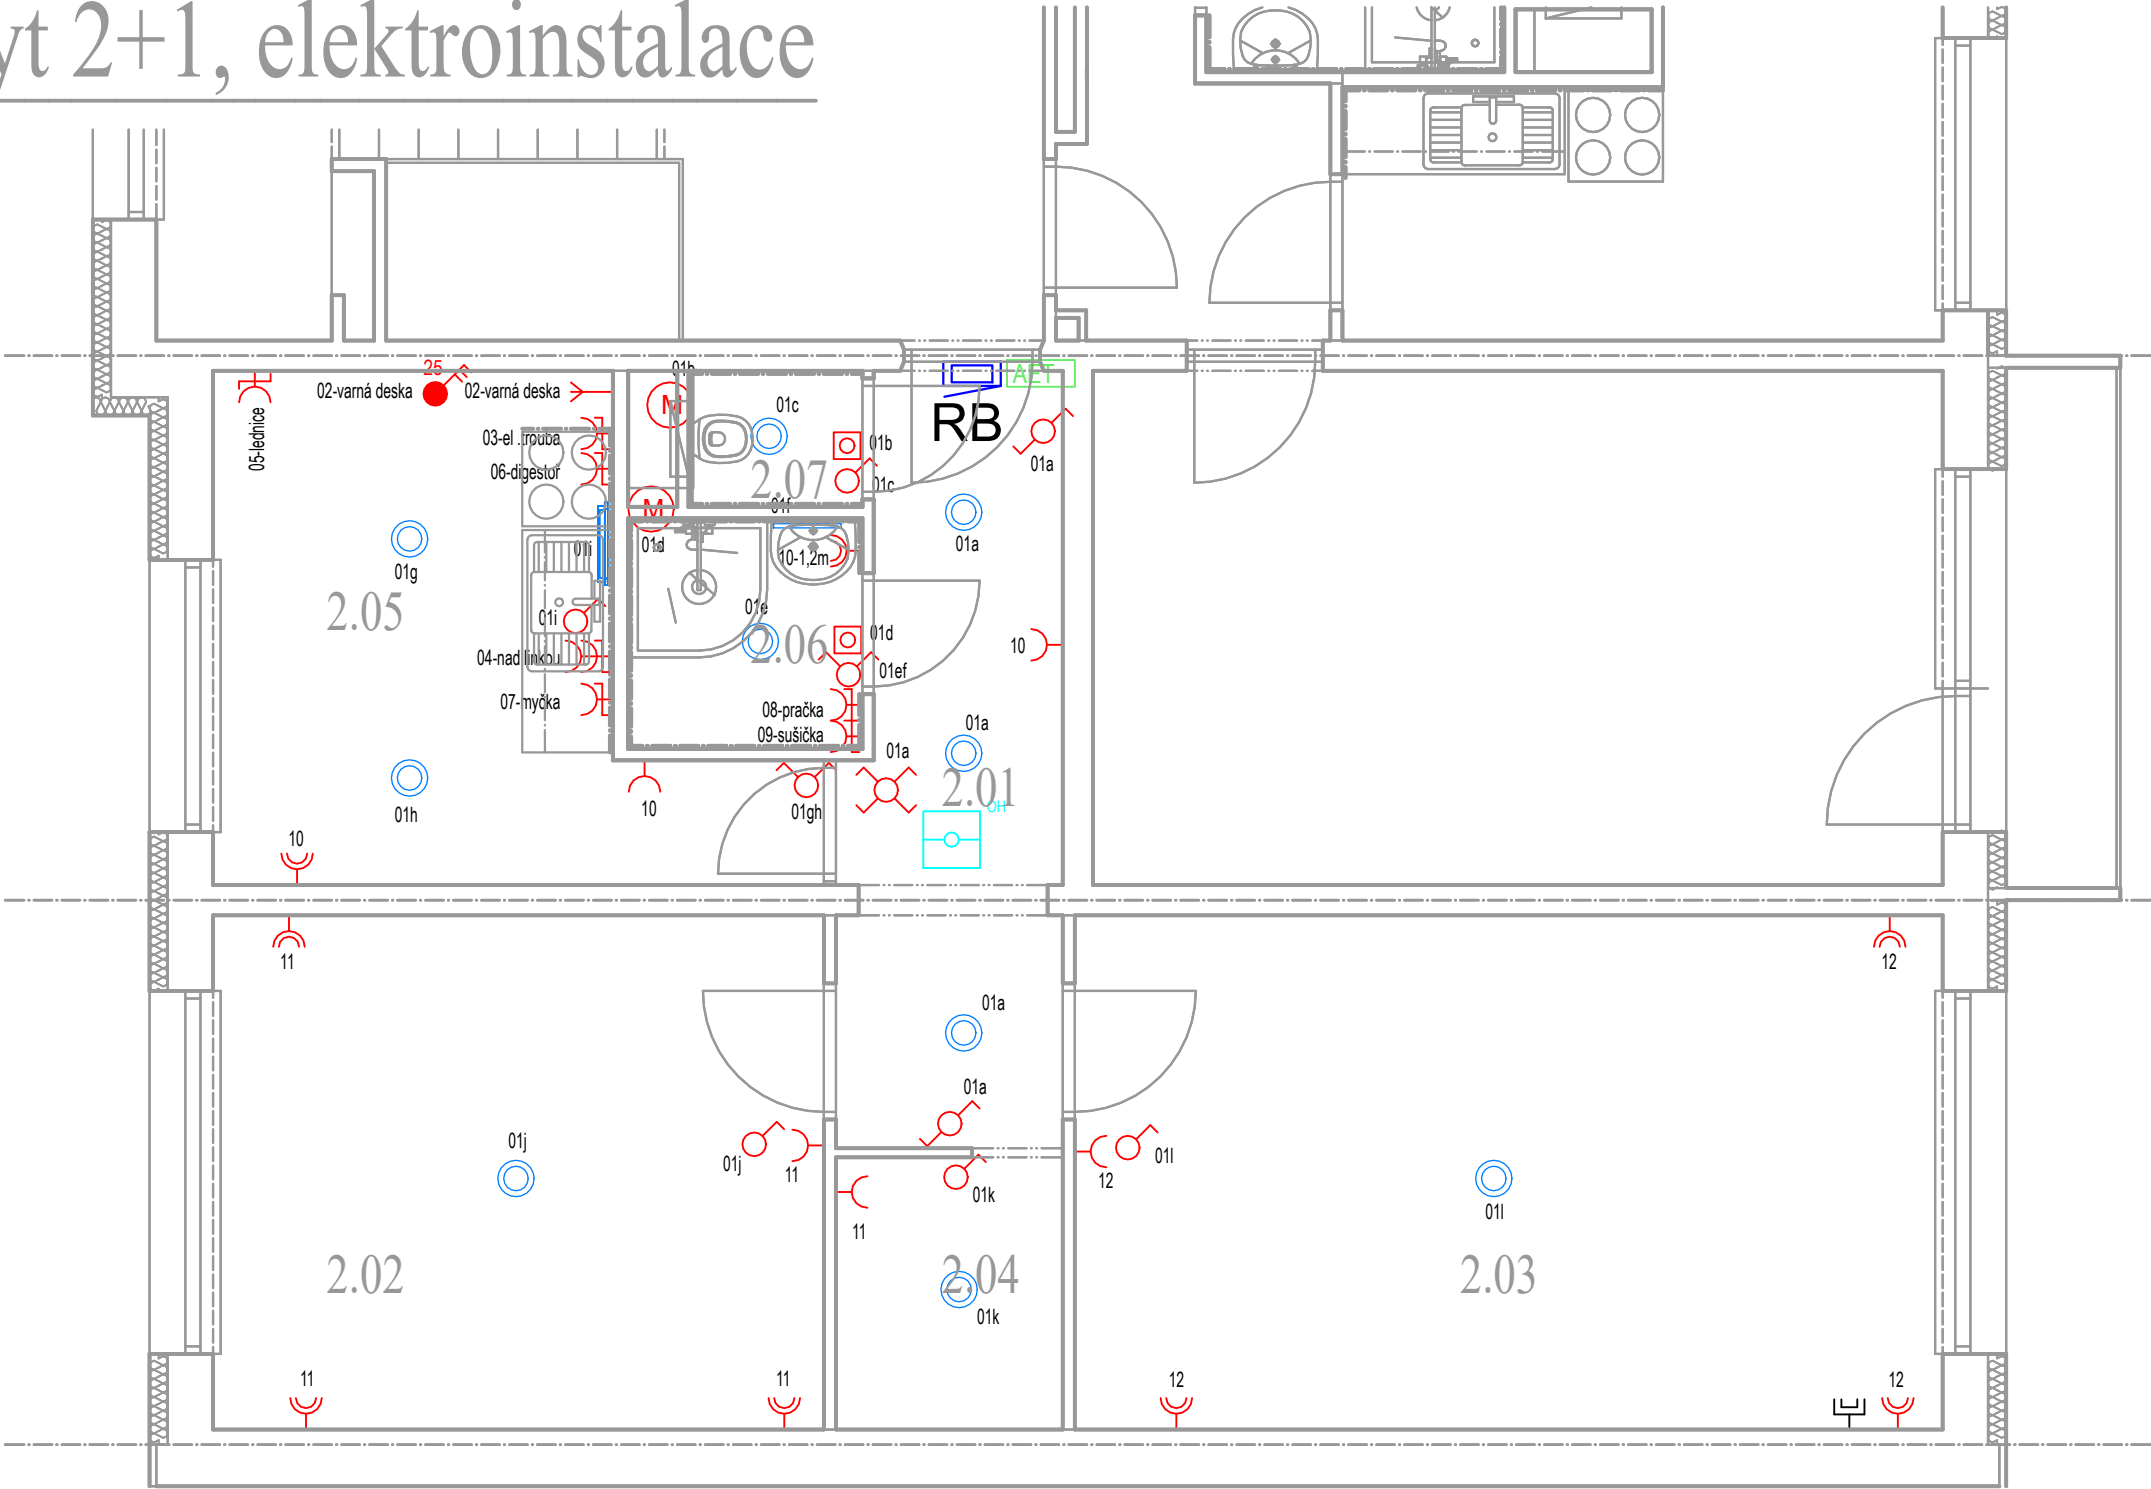 yt 2+1, elektroinstalace
25
02-varná deska
02-varná deska
05-lednice
03-el .trouba
06-digestoř
01b
M
01c
2.07
01b
01c
RB
AET
01a
01f
M
01d
10-1,2m
01a
01g
01i
2.05
01i
01e
2.06
01d
01ef
10
04-nad linkou
07-myčka
08-pračka
09-sušička
01a
01a
2.01
OH
01h
10
01gh
10
11
12
01a
01a
01j
01j
11
01k
12
01l
01l
11
2.02
2.04
2.03
01k
11
11
12
12